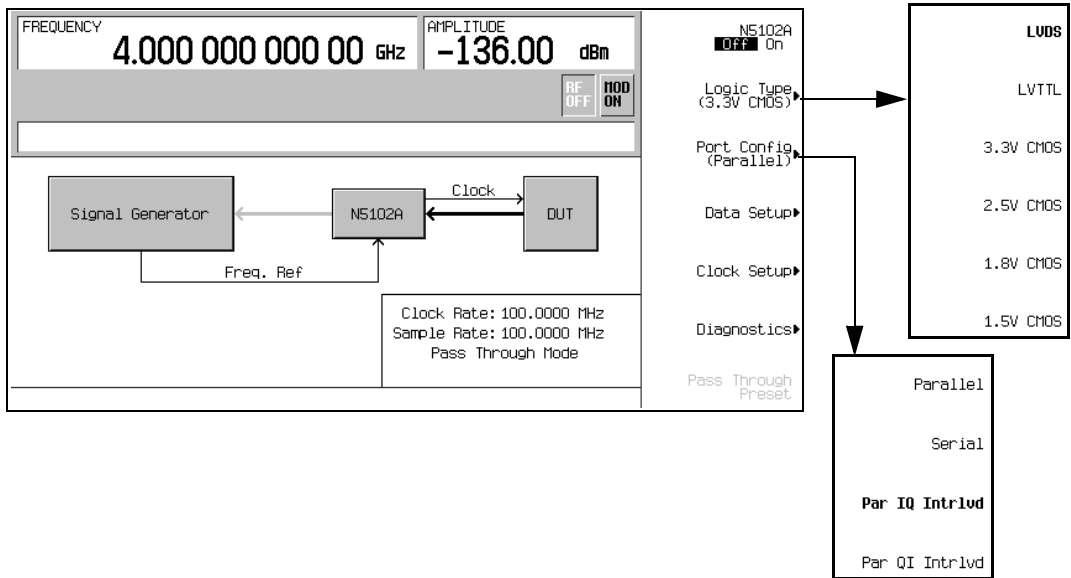 FREQUENCY
4.000 000 000 00 GHz
AMPLITUDE
-136.00 dBm
RF OFF
MOD ON
N5102A
Off On
Logic Type
(3.3V CMOS)
Port Config
(Parallel)
Data Setup
Clock Setup
Diagnostics
Pass Through
Preset
Signal Generator
N5102A
Clock
DUT
Freq. Ref
Clock Rate: 100.0000 MHz
Sample Rate: 100.0000 MHz
Pass Through Mode
LVDS
LVTTL
3.3V CMOS
2.5V CMOS
1.8V CMOS
1.5V CMOS
Parallel
Serial
Par IQ Intrlvd
Par QI Intrlvd